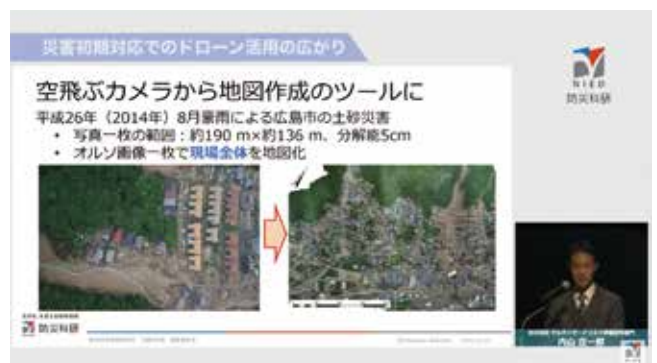 災害初期対応でのドローン活用の広がり
NIED
防災科研
空飛ぶカメラから地図作成のツールに
平成26年（2014年）8月豪雨による広島市の土砂災害
• 写真一枚の範囲：約190 m×約136 m、分解能5cm
• オルソ画像一枚で現場全体を地図化
防災科研